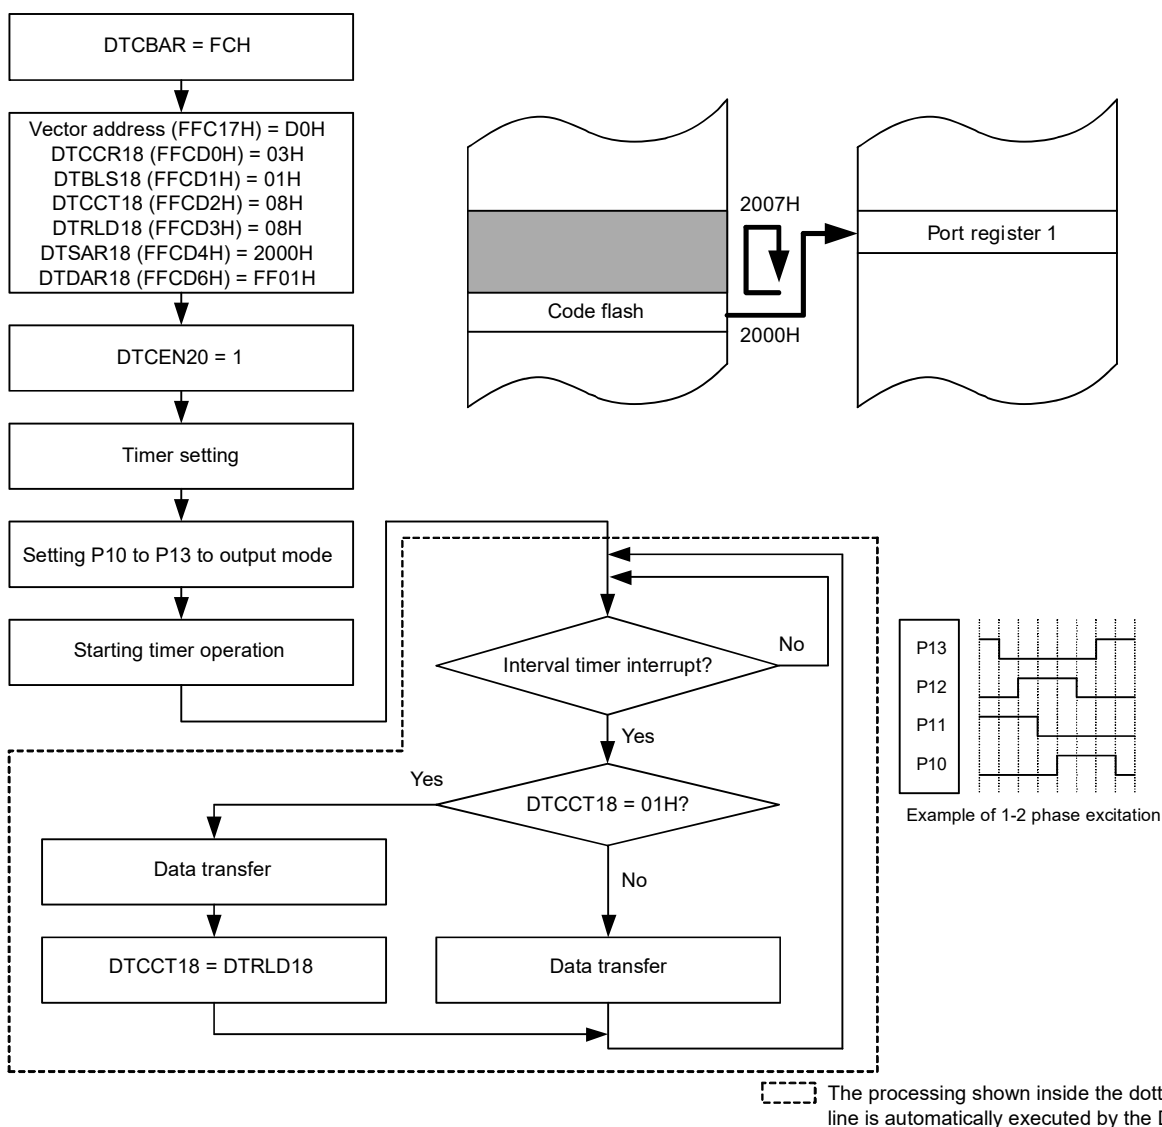 DTCBAR = FCH
Vector address (FFC17H) = D0H
DTCCR18 (FFCD0H) = 03H
DTBLS18 (FFCD1H) = 01H
DTCCT18 (FFCD2H) = 08H
DTRLD18 (FFCD3H) = 08H
DTSAR18 (FFCD4H) = 2000H
DTDAR18 (FFCD6H) = FF01H
DTCEN20 = 1
Timer setting
Setting P10 to P13 to output mode
Starting timer operation
2007H
Port register 1
Code flash
2000H
Interval timer interrupt?
No
Yes
DTCCT18 = 01H?
Yes
No
Data transfer
DTCCT18 = DTRLD18
Data transfer
P13
P12
P11
P10
Example of 1-2 phase excitation
The processing shown inside the
line is automatically executed by the